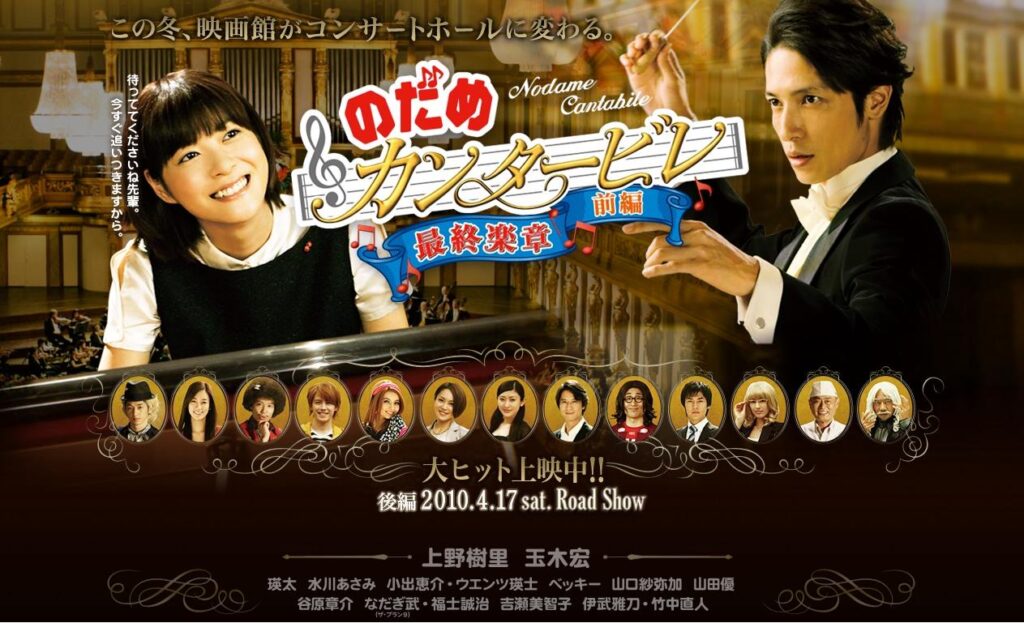 この冬、映画館がコンサートホールに変わる。
待っててくださいね先輩。
今すぐ追いつきますから。
のだめ
Nodame
Cantabile
カンタービレ
最終楽章 前編
大ヒット上映中!!
後編 2010.4.17 sat. Road Show
上野樹里 玉木宏
瑛太 水川あさみ 小出恵介・ウエンツ瑛士 ベッキー 山口紗弥加 山田優
谷原章介 なだぎ武・福士誠治 吉瀬美智子 伊武雅刀・竹中直人
(ザ・プラン9)